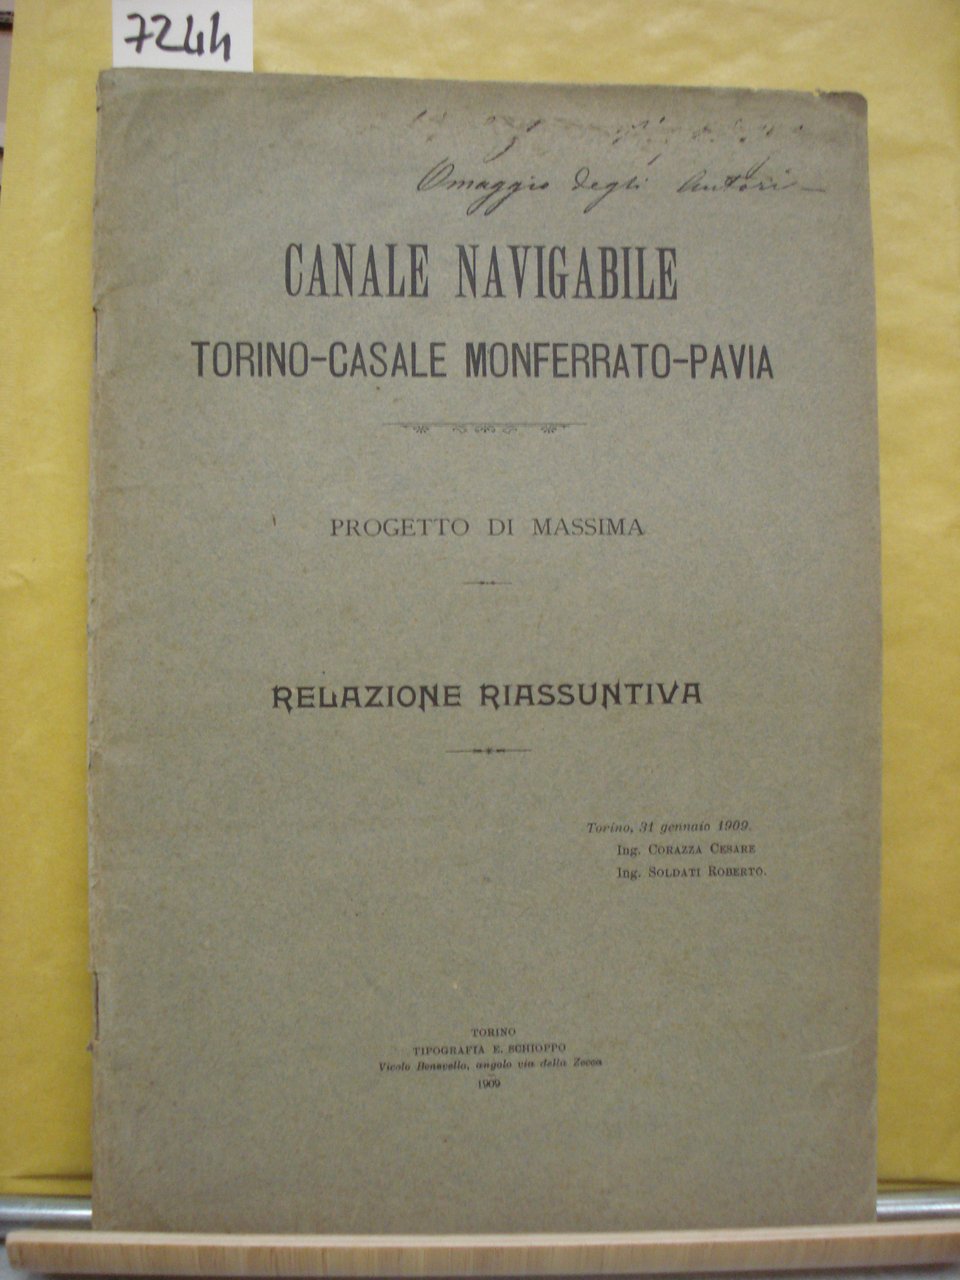 7244
Omaggio degli Autori —
CANALE NAVIGABILE
TORINO-CASALE MONFERRATO-PAVIA
PROGETTO DI MASSIMA
RELAZIONE RIASSUNTIVA
Torino, 31 gennaio 1909.
Ing. CORAZZA CESARE
Ing. SOLDATI ROBERTO.
TORINO
TIPOGRAFIA E. SCHIOPPO
Vicolo Benevello, angolo via della Zecca
1909